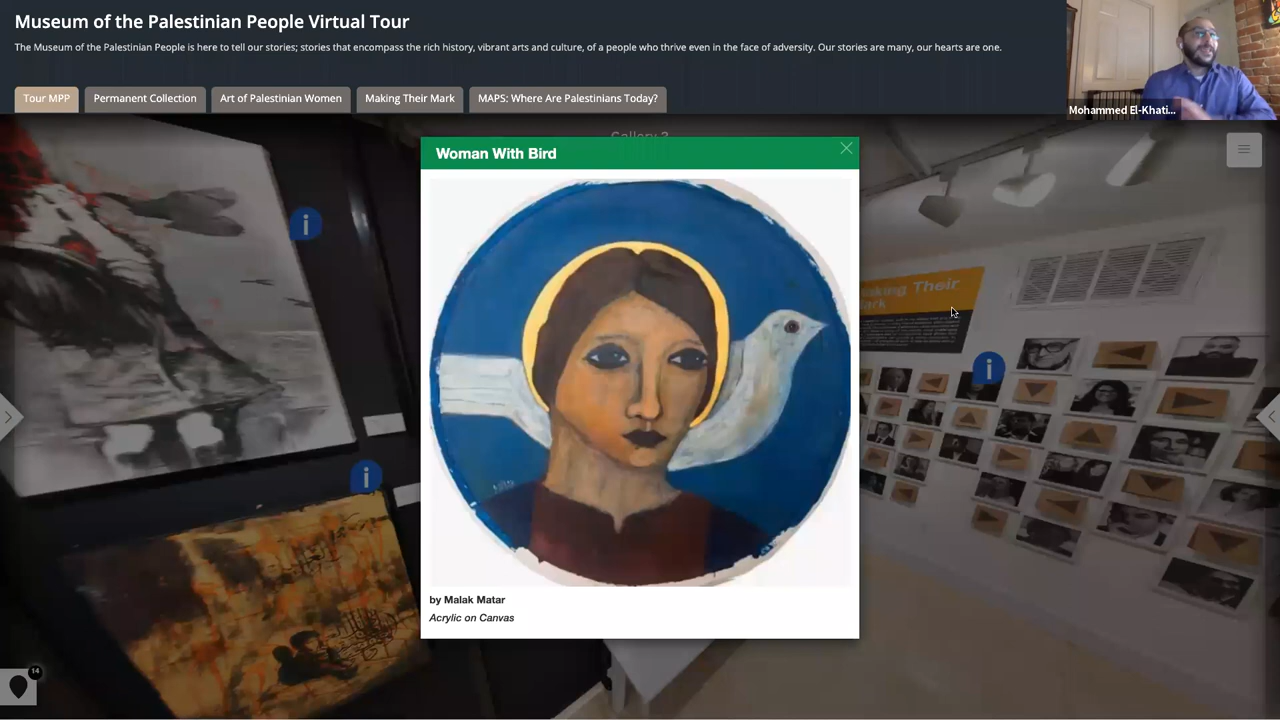 Museum of the Palestinian People Virtual Tour
The Museum of the Palestinian People is here to tell our stories; stories that encompass the rich history, vibrant arts and culture, of a people who thrive even in the face of adversity. Our stories are many, our hearts are one.
Tour MPP
Permanent Collection
Art of Palestinian Women
Making Their Mark
MAPS: Where Are Palestinians Today?
Mohammed El-Khati...
Woman With Bird
i
i
i
Their
by Malak Matar
Acrylic on Canvas
14